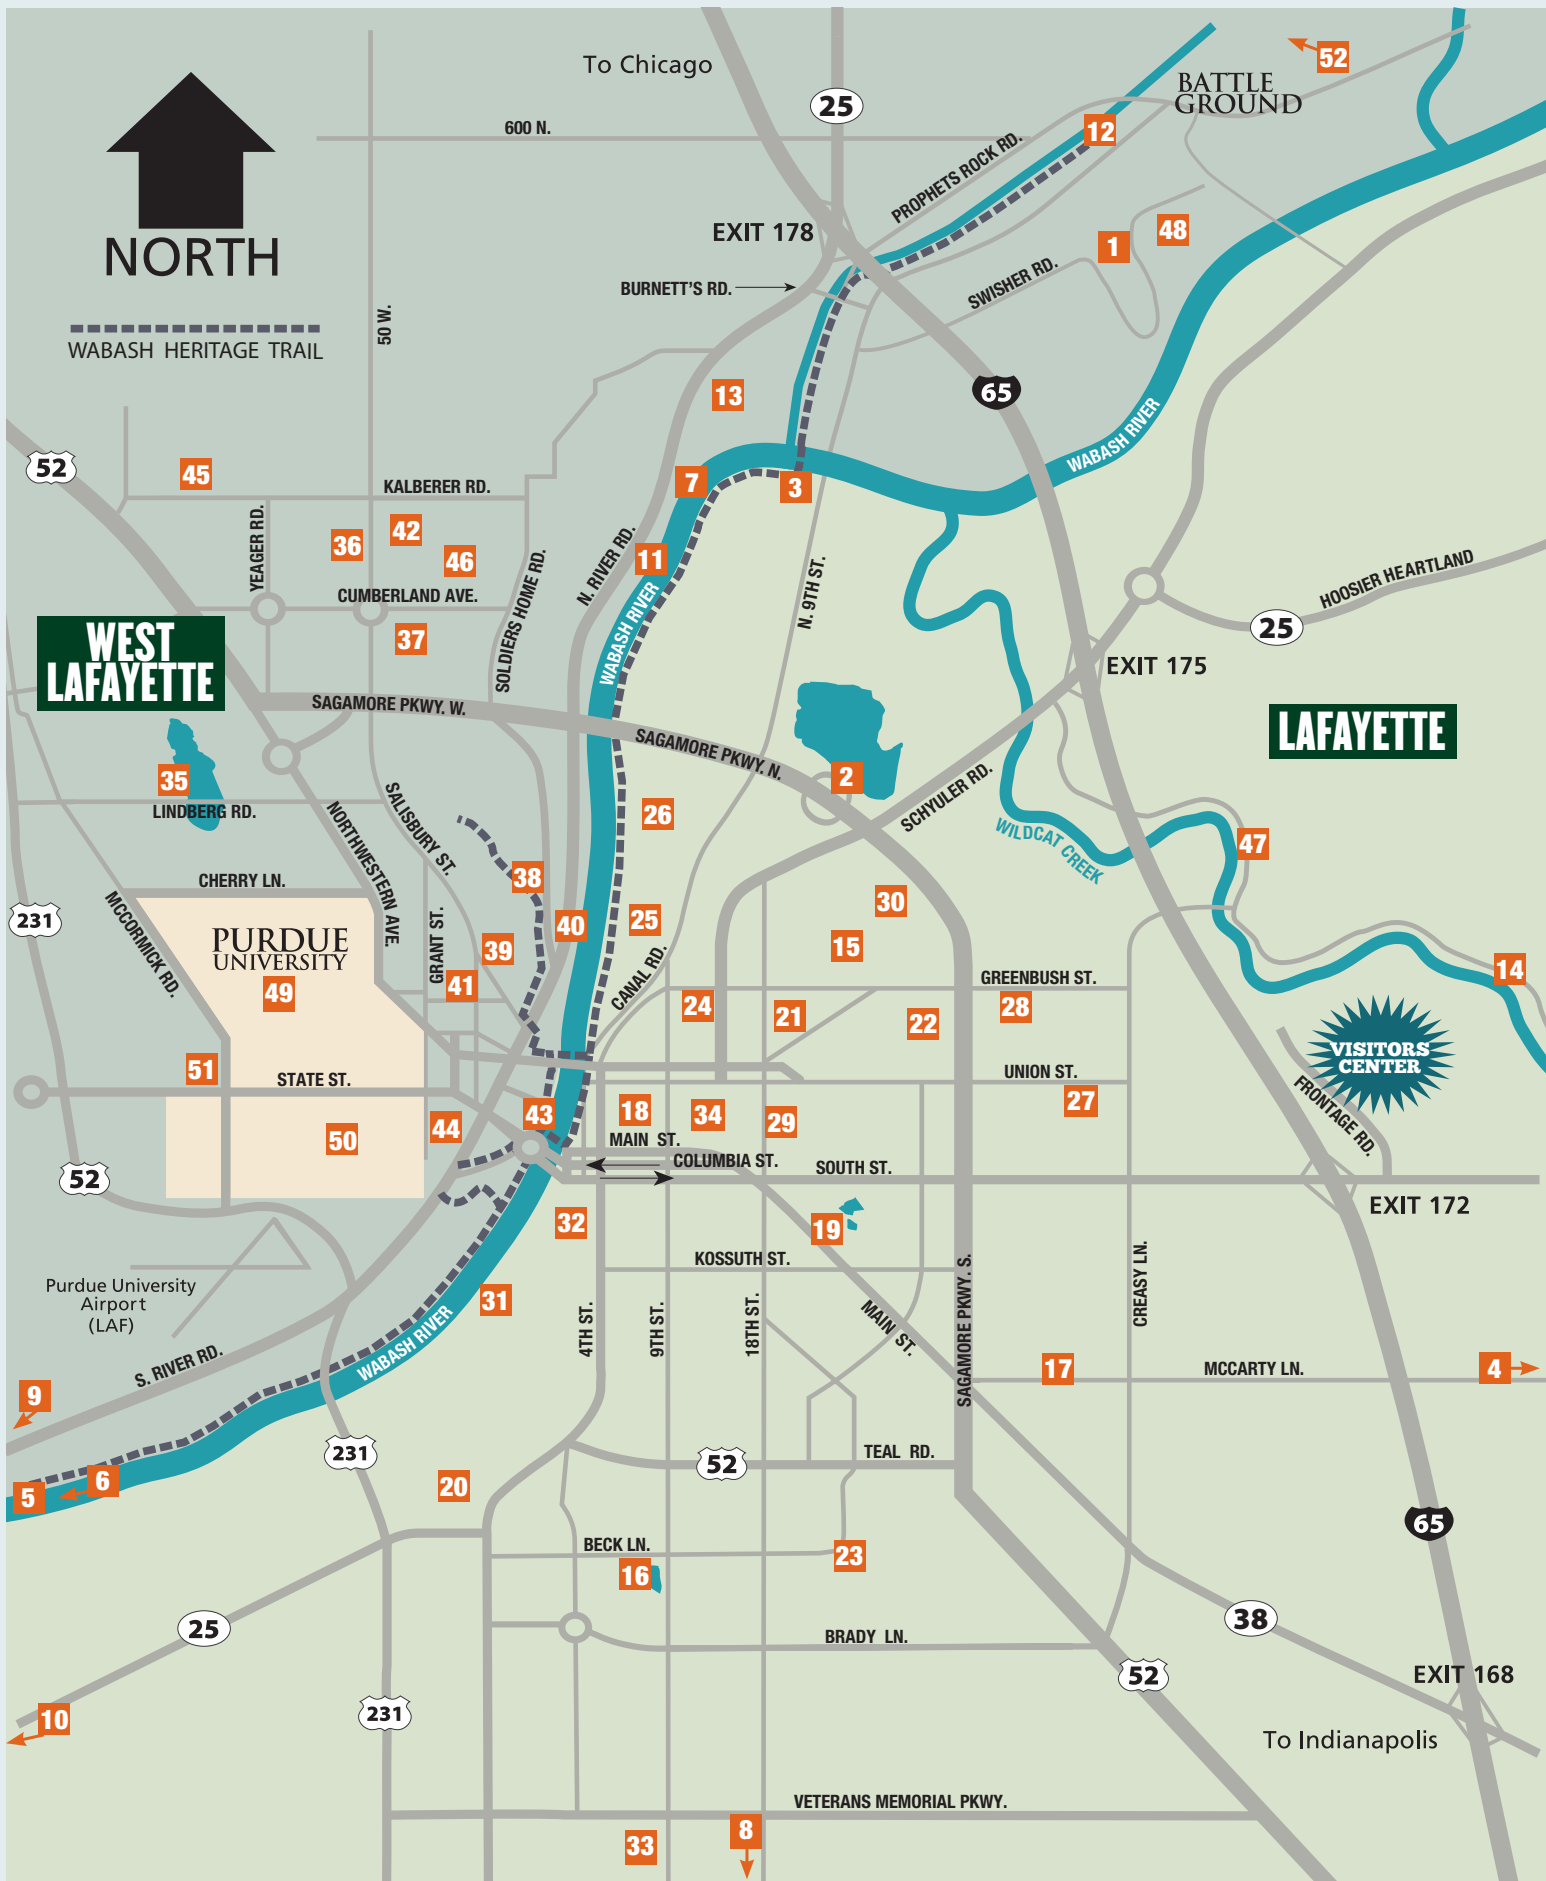 To Chicago
25
52
BATTLE
GROUND
600 N.
12
PROPHETS ROCK RD.
NORTH
EXIT 178
1
48
BURNETT'S RD.
SWISHER RD.
WABASH HERITAGE TRAIL
50 W.
13
65
WABASH RIVER
52
45
KALBERER RD.
7
3
YEAGER RD.
36
42
46
SOLDIERS HOME RD.
N. RIVER RD.
11
WABASH RIVER
N. 9TH ST.
HOOSIER HEARTLAND
25
CUMBERLAND AVE.
37
WEST
LAFAYETTE
EXIT 175
SAGAMORE PKWY. W.
SAGAMORE PKWY. N.
LAFAYETTE
35
LINDBERG RD.
2
SCHYULER RD.
26
NORTHWESTERN AVE.
SALISBURY ST.
WILDCAT CREEK
47
CHERRY LN.
38
231
MCCORMICK RD.
PURDUE
UNIVERSITY
49
GRANT ST.
39
40
25
30
15
41
CANAL RD.
GREENBUSH ST.
14
24
21
22
28
VISITORS
CENTER
51
STATE ST.
UNION ST.
27
FRONTAGE RD.
43
18
34
29
44
50
MAIN ST.
COLUMBIA ST.
SOUTH ST.
52
EXIT 172
32
19
KOSSUTH ST.
Purdue University
Airport
(LAF)
31
4TH ST.
9TH ST.
18TH ST.
MAIN ST.
SAGAMORE PKWY. S.
CREASY LN.
WABASH RIVER
S. RIVER RD.
17
MCCARTY LN.
4
9
231
52
TEAL RD.
5
6
20
65
BECK LN.
16
23
25
38
BRADY LN.
52
EXIT 168
231
10
To Indianapolis
VETERANS MEMORIAL PKWY.
33
8